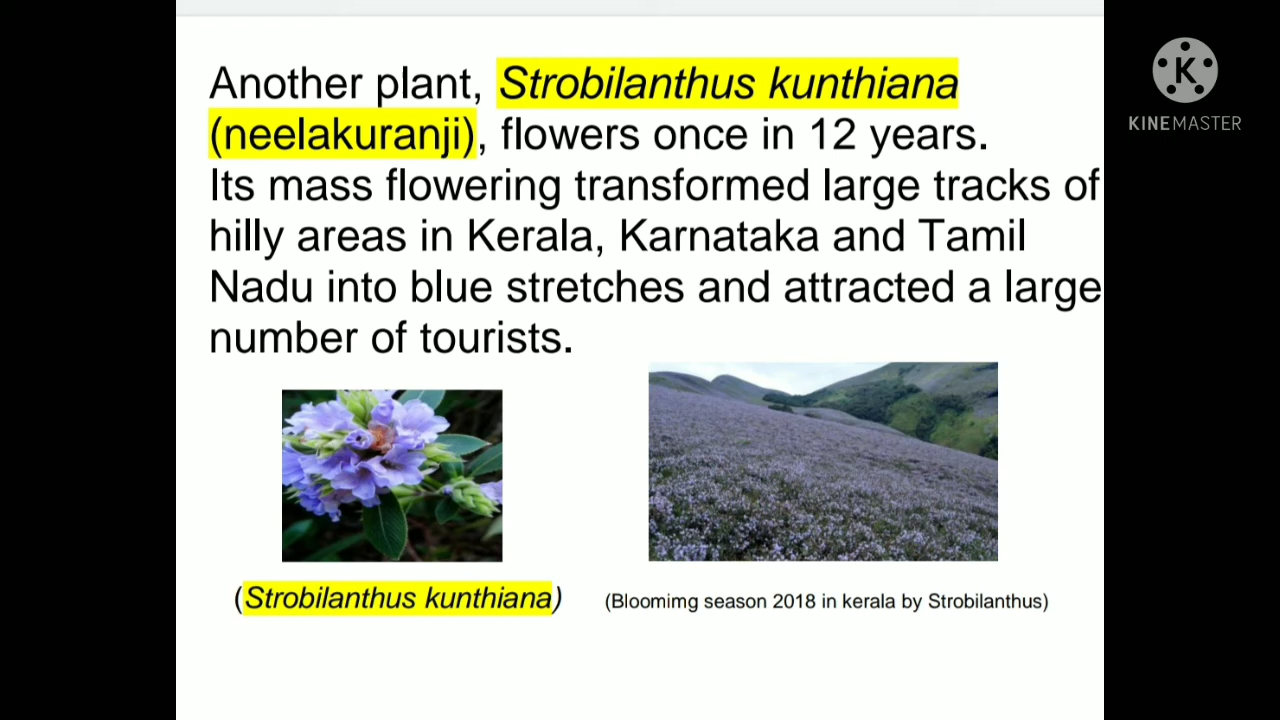 Another plant, Strobilanthus kunthiana
(neelakuranji), flowers once in 12 years.
Its mass flowering transformed large tracks of
hilly areas in Kerala, Karnataka and Tamil
Nadu into blue stretches and attracted a large
number of tourists.
(Strobilanthus kunthiana)
(Bloomimg season 2018 in kerala by Strobilanthus)
K
KINEMASTER